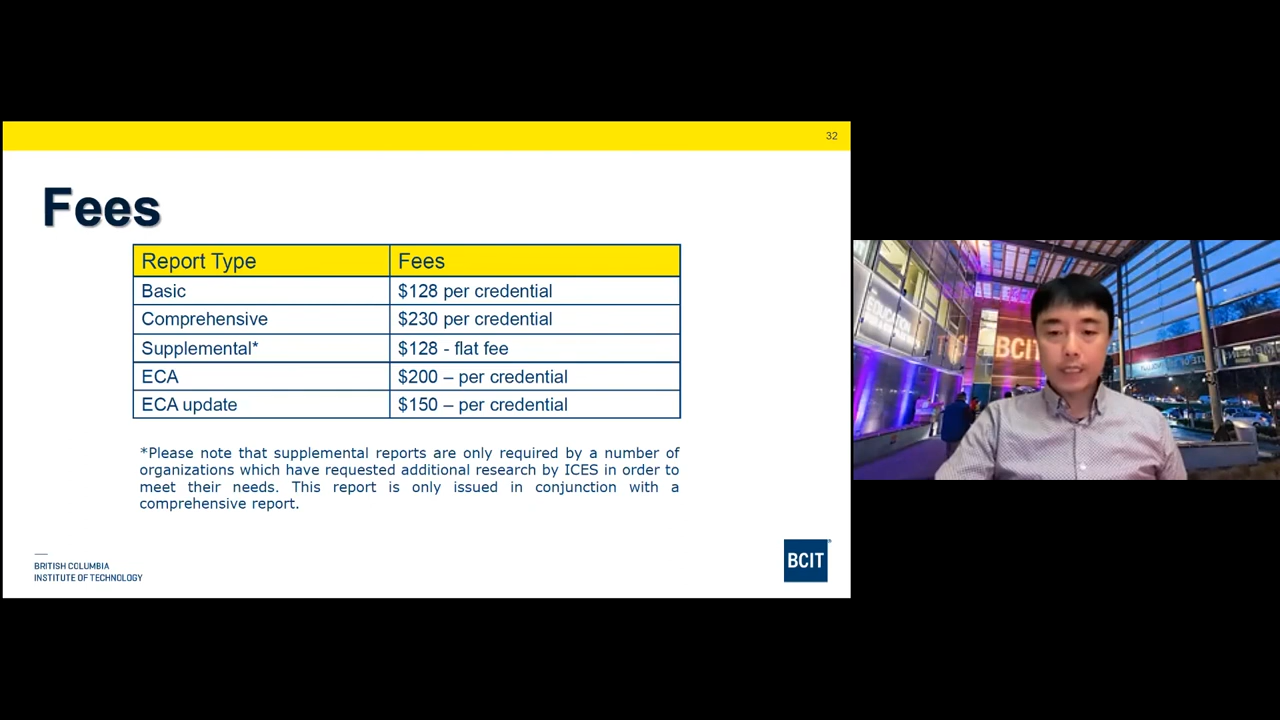 32
Fees
Report Type Fees
Basic $128 per credential
Comprehensive $230 per credential
Supplemental* $128 - flat fee
ECA $200 – per credential
ECA update $150 – per credential
*Please note that supplemental reports are only required by a number of
organizations which have requested additional research by ICES in order to
meet their needs. This report is only issued in conjunction with a
comprehensive report.
BRITISH COLUMBIA
INSTITUTE OF TECHNOLOGY
BCIT
EDUCATION
BCIT